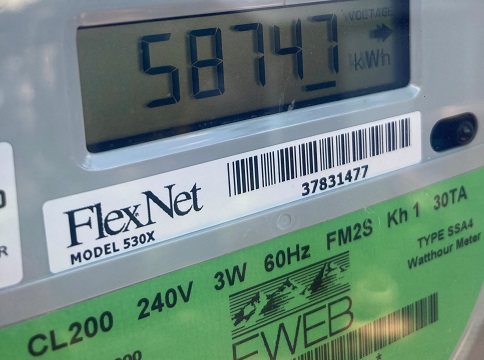 VOLTAGE
58747
kWh
FlexNet
MODEL 530X
37831477
CL200 240V 3W 60Hz FM2S Kh 1 30TA
TYPE SSA4
Watthour Meter
EWEB